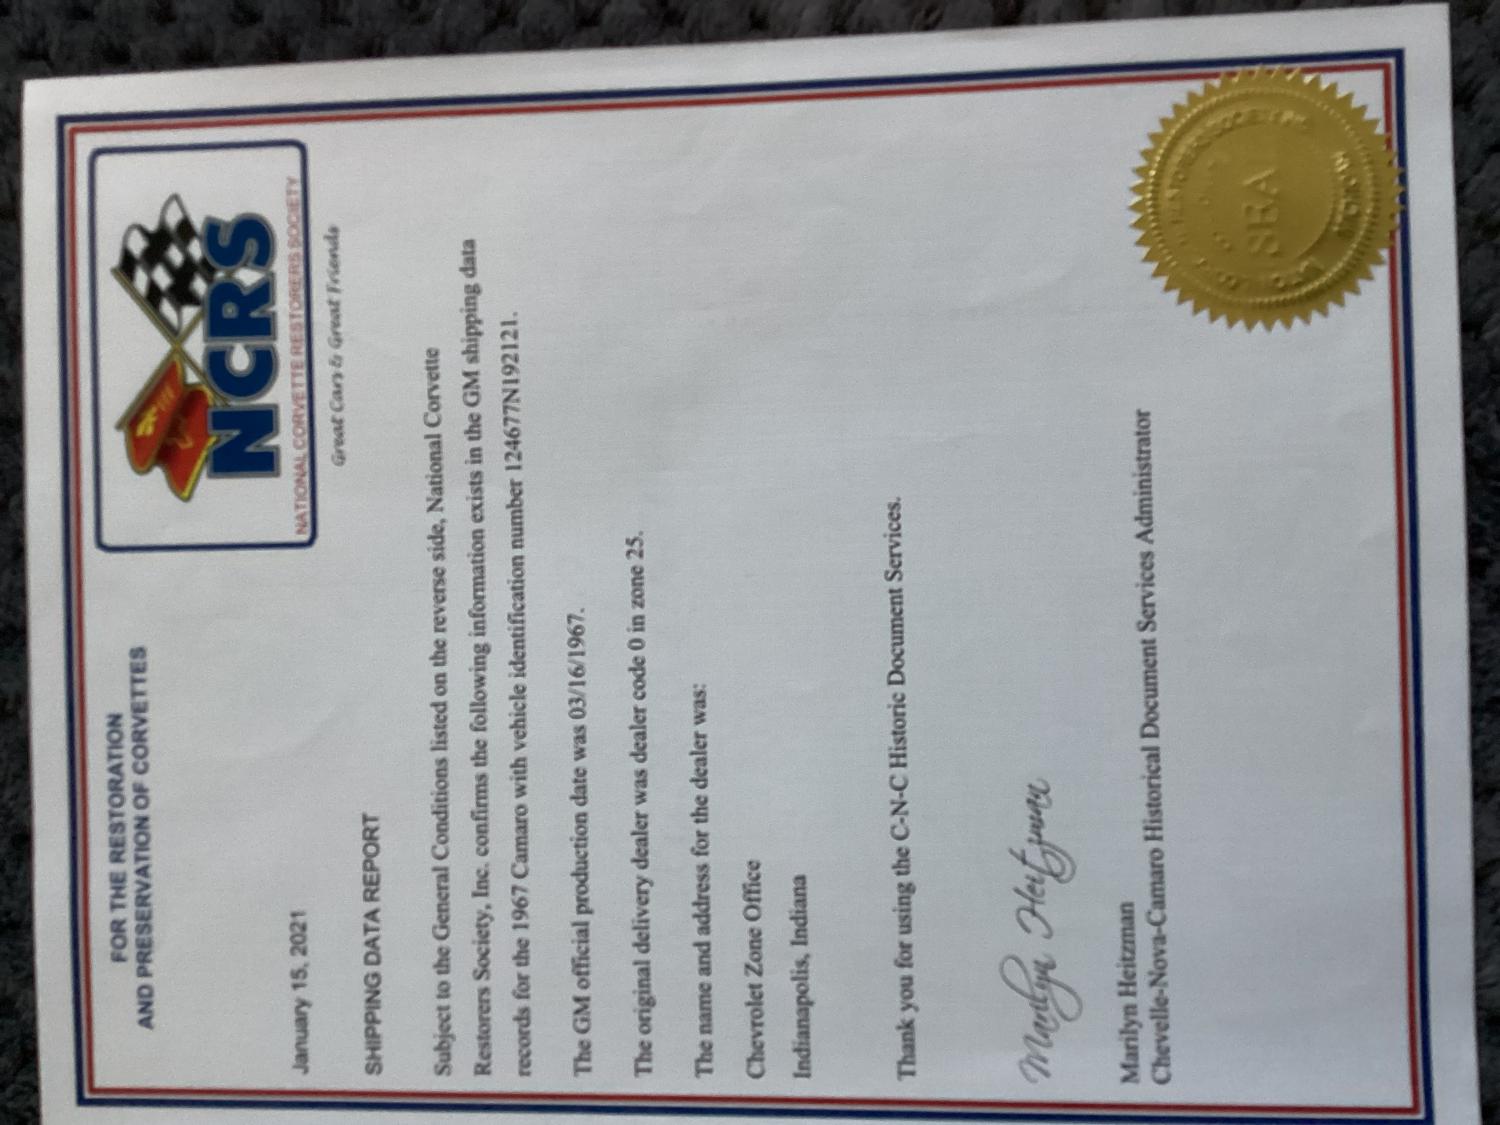 FOR THE RESTORATION
AND PRESERVATION OF CORVETTES
NCRS
NATIONAL CORVETTE RESTORERS SOCIETY
Great Cars & Great Friends
January 15, 2021
SHIPPING DATA REPORT
Subject to the General Conditions listed on the reverse side, National Corvette
Restorers Society, Inc. confirms the following information exists in the GM shipping data
records for the 1967 Camaro with vehicle identification number 124677N192121.
The GM official production date was 03/16/1967.
The original delivery dealer was dealer code 0 in zone 25.
The name and address for the dealer was:
Chevrolet Zone Office
Indianapolis, Indiana
Thank you for using the C-N-C Historic Document Services.
Marilyn Heitzman
Marilyn Heitzman
Chevelle-Nova-Camaro Historical Document Services Administrator
SEAL